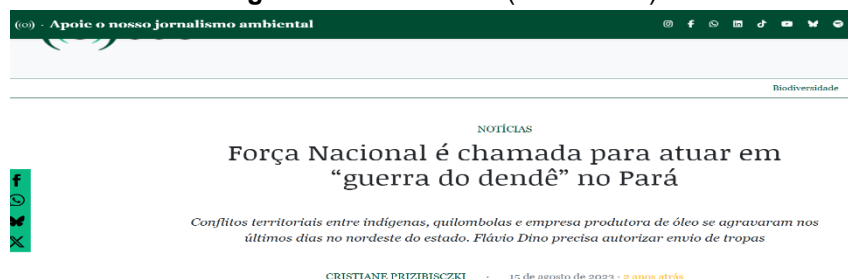 ((o)) · Apoie o nosso jornalismo ambiental
Biodiversidade
NOTÍCIAS
Força Nacional é chamada para atuar em
“guerra do dendê” no Pará
Conflitos territoriais entre indígenas, quilombolas e empresa produtora de óleo se agravaram nos
últimos dias no nordeste do estado. Flávio Dino precisa autorizar envio de tropas
CRISTIANE PRIZIBISCZKI · 15 de agosto de 2023 - 2 anos atrás